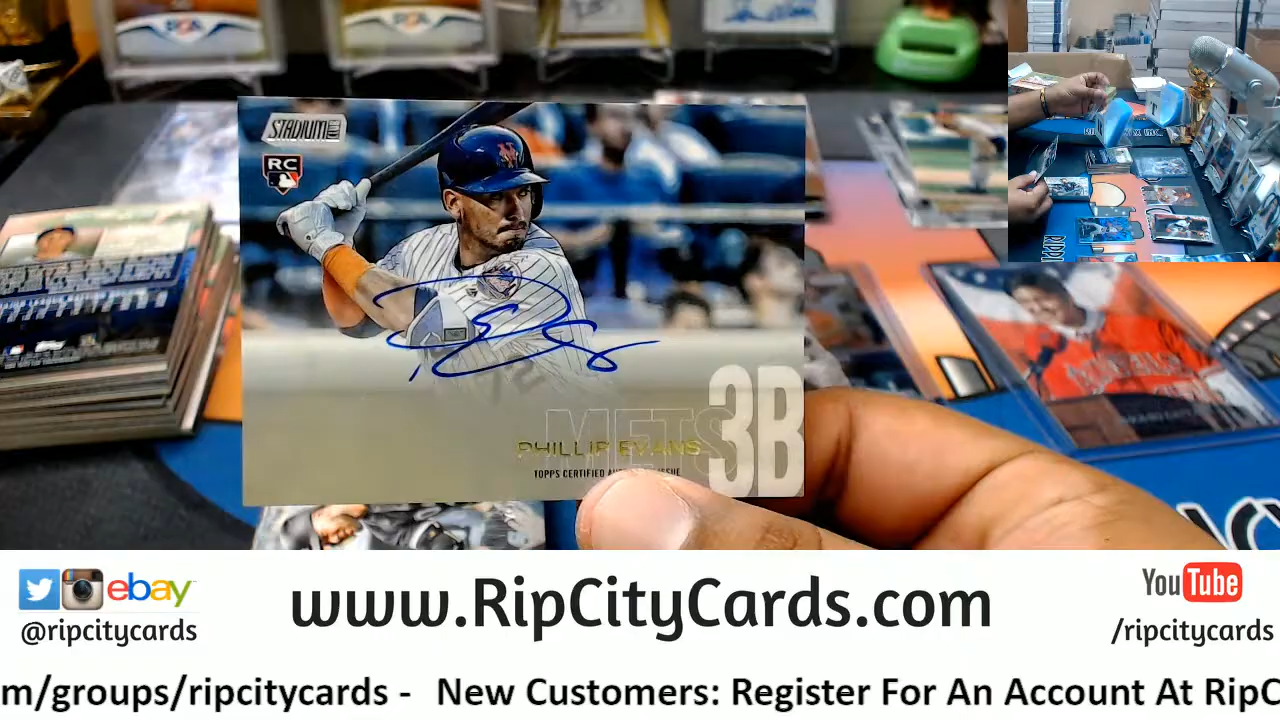 STADIUM CLUB
RC
METS
3B
PHILLIP EVANS
TOPPS CERTIFIED ISSUE
ebay
@ripcitycards
www.RipCityCards.com
YouTube
/ripcitycards
m/groups/ripcitycards - New Customers: Register For An Account At RipC